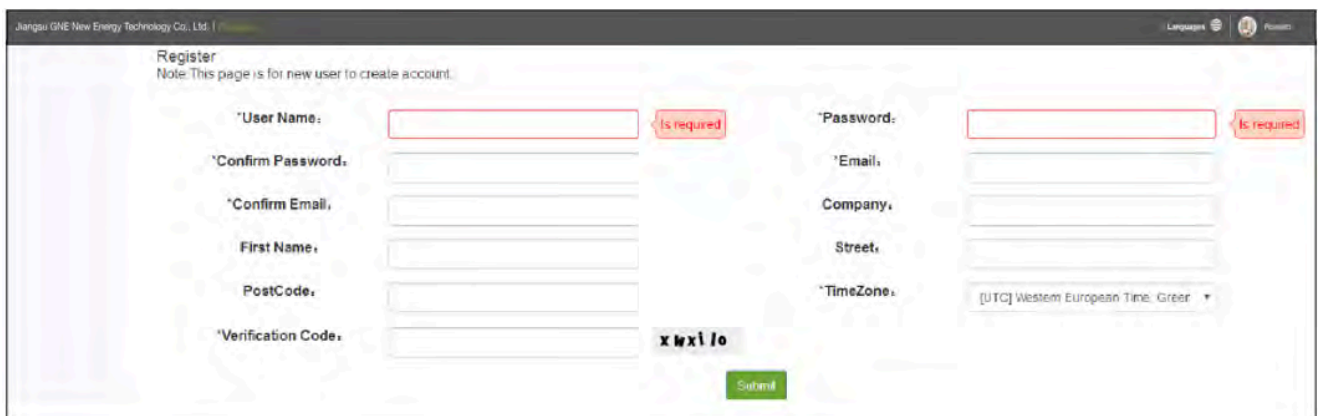 Jiangsu GNE New Energy Technology Co., Ltd. |
Languages
Register
Note:This page is for new user to create account.
*User Name: Is required *Password: Is required
*Confirm Password: *Email:
*Confirm Email: Company:
First Name: Street:
PostCode: *TimeZone: [UTC] Western European Time, Greer
*Verification Code:
Submit